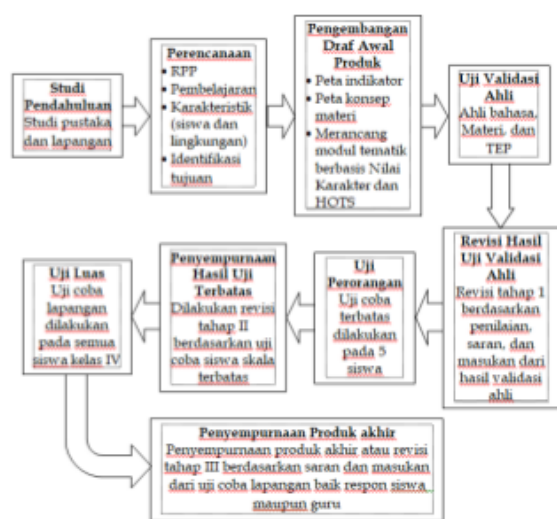 Studi
Pendahuluan
Studi pustaka
dan lapangan
Perencanaan
• RPP
• Pembelajaran
• Karakteristik
(siswa dan
lingkungan)
• Identifikasi
tujuan
Pengembangan
Draf Awal
Produk
• Peta indikator
• Peta konsep
materi
• Merancang
modul tematik
berbasis Nilai
Karakter dan
HOTS
Uji Validasi
Ahli
Ahli bahasa,
Materi, dan
TEP
Revisi Hasil
Uji Validasi
Ahli
Revisi tahap 1
berdasarkan
penilaian,
saran, dan
masukan dari
hasil validasi
ahli
Uji
Perorangan
Uji coba
terbatas
dilakukan
pada 5
siswa
Penyempurnaan
Hasil Uji
Terbatas
Dilakukan revisi
tahap II
berdasarkan uji
coba siswa skala
terbatas
Uji Luas
Uji coba
lapangan
dilakukan
pada semua
siswa kelas IV
Penyempurnaan Produk akhir
Penyempurnaan produk akhir atau revisi
tahap III berdasarkan saran dan masukan
dari uji coba lapangan baik respon siswa
maupun guru